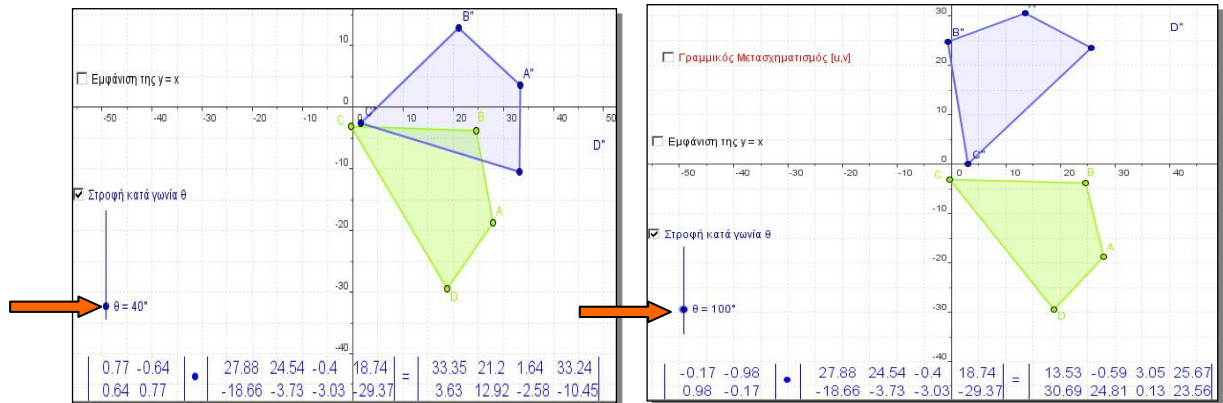 10
0
-50 -40 -30 -20 -10 0 10 20 30 40 50
-10
-20
-30
-40
B"
A"
C"
D"
C
B
A
D
Εμφάνιση της y = x
Στροφή κατά γωνία θ
θ = 40°
0.77 -0.64
0.64 0.77
27.88 24.54 -0.4 18.74
-18.66 -3.73 -3.03 -29.37
=
33.35 21.2 1.64 33.24
3.63 12.92 -2.58 -10.45
30
20
10
0
-50 -40 -30 -20 -10 0 10 20 30 40
-10
-20
-30
-40
B"
D"
C"
C
B
A
D
Γραμμικός Μετασχηματισμός [u,v]
Εμφάνιση της y = x
Στροφή κατά γωνία θ
θ = 100°
-0.17 -0.98
0.98 -0.17
27.88 24.54 -0.4 18.74
-18.66 -3.73 -3.03 -29.37
=
13.53 -0.59 3.05 25.67
30.69 24.81 0.13 23.56